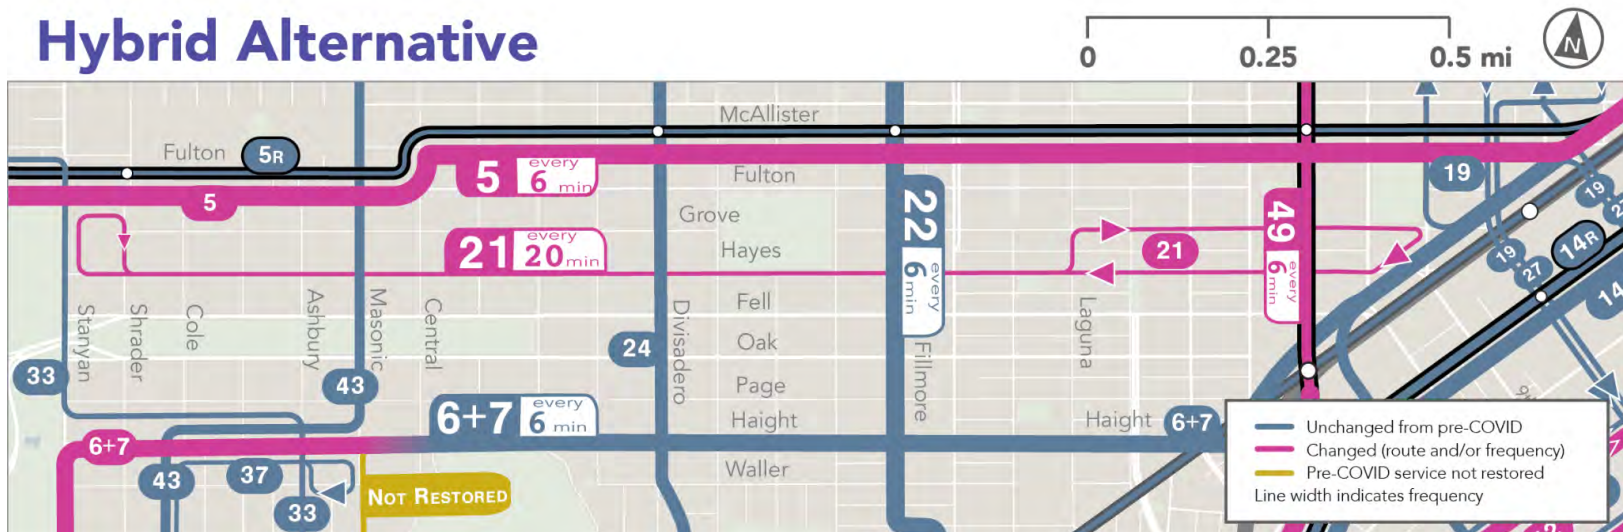 Hybrid Alternative
0 0.25 0.5 mi
N
McAllister
Fulton
5R
5
5 every 6 min
Fulton
19
Grove
Hayes
21 every 20 min
21
22 every 6 min
49 every 6 min
19
27
14R
19
27
14
Stanyan
Shrader
Cole
Ashbury
Masonic
Central
Divisadero
Fillmore
Laguna
Fell
Oak
Page
Haight
Waller
33
43
24
6+7 every 6 min
Haight
6+7
6+7
43
37
33
NOT RESTORED
Unchanged from pre-COVID
Changed (route and/or frequency)
Pre-COVID service not restored
Line width indicates frequency